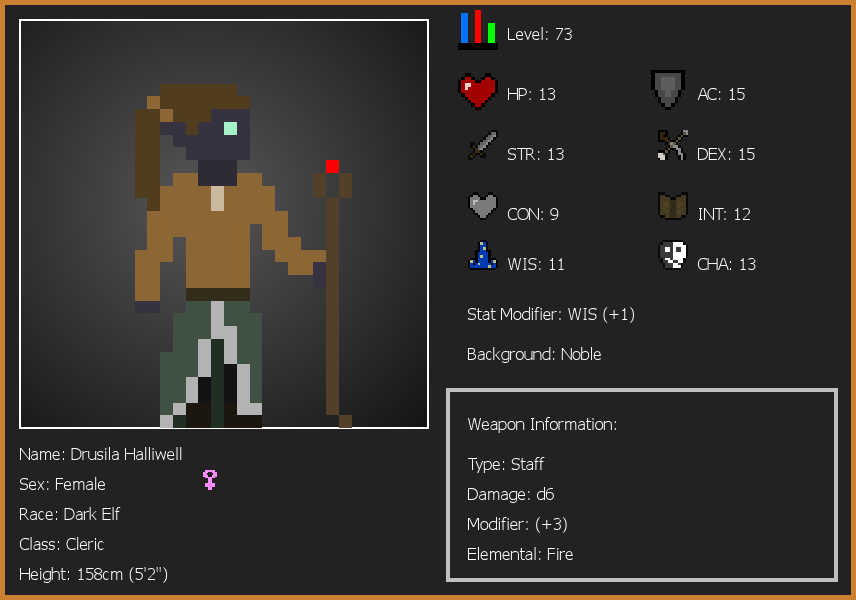 Level: 73
HP: 13
AC: 15
STR: 13
DEX: 15
CON: 9
INT: 12
WIS: 11
CHA: 13
Stat Modifier: WIS (+1)
Background: Noble
Weapon Information:
Type: Staff
Damage: d6
Modifier: (+3)
Elemental: Fire
Name: Drusila Halliwell
Sex: Female
Race: Dark Elf
Class: Cleric
Height: 158cm (5'2")